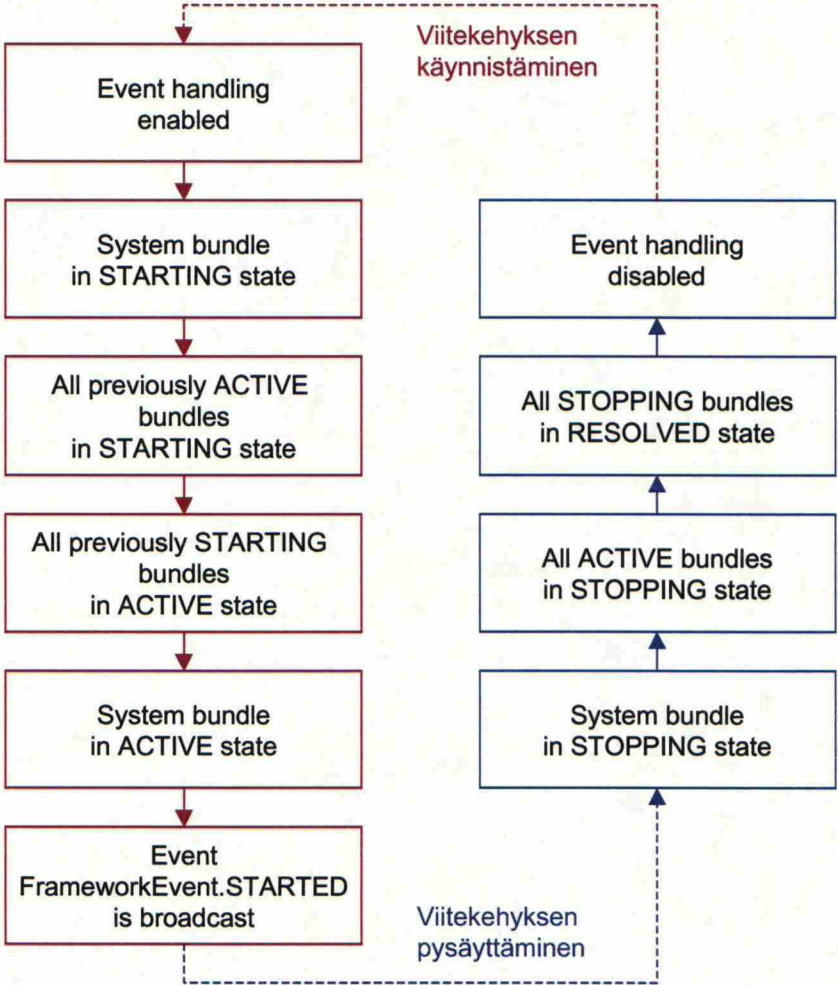 Viitekehyksen
käynnistäminen
Event handling
enabled
System bundle
in STARTING state
All previously ACTIVE
bundles
in STARTING state
All previously STARTING
bundles
in ACTIVE state
System bundle
in ACTIVE state
Event
FrameworkEvent.STARTED
is broadcast
Event handling
disabled
All STOPPING bundles
in RESOLVED state
All ACTIVE bundles
in STOPPING state
System bundle
in STOPPING state
Viitekehyksen
pysäyttäminen